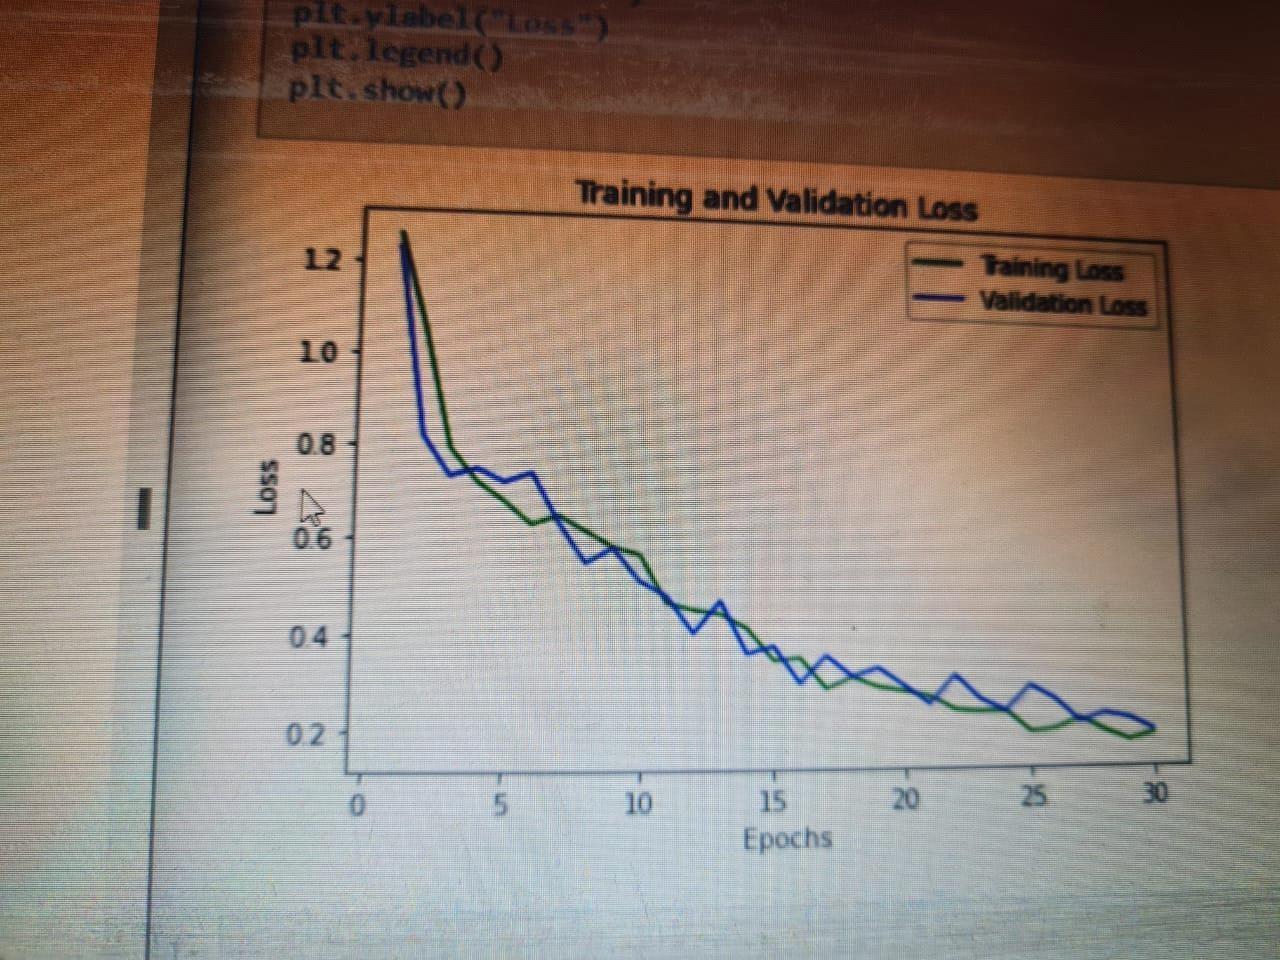 plt.ylabel("Loss")
plt.legend()
plt.show()
Training and Validation Loss
Training Loss
Validation Loss
1.2
1.0
0.8
0.6
0.4
0.2
Loss
0 5 10 15 20 25 30
Epochs